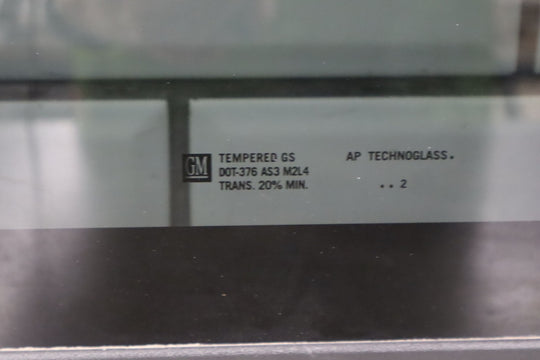 GM
TEMPERED GS
DOT-376 AS3 M2L4
TRANS. 20% MIN.
AP TECHNOGLASS.
.. 2